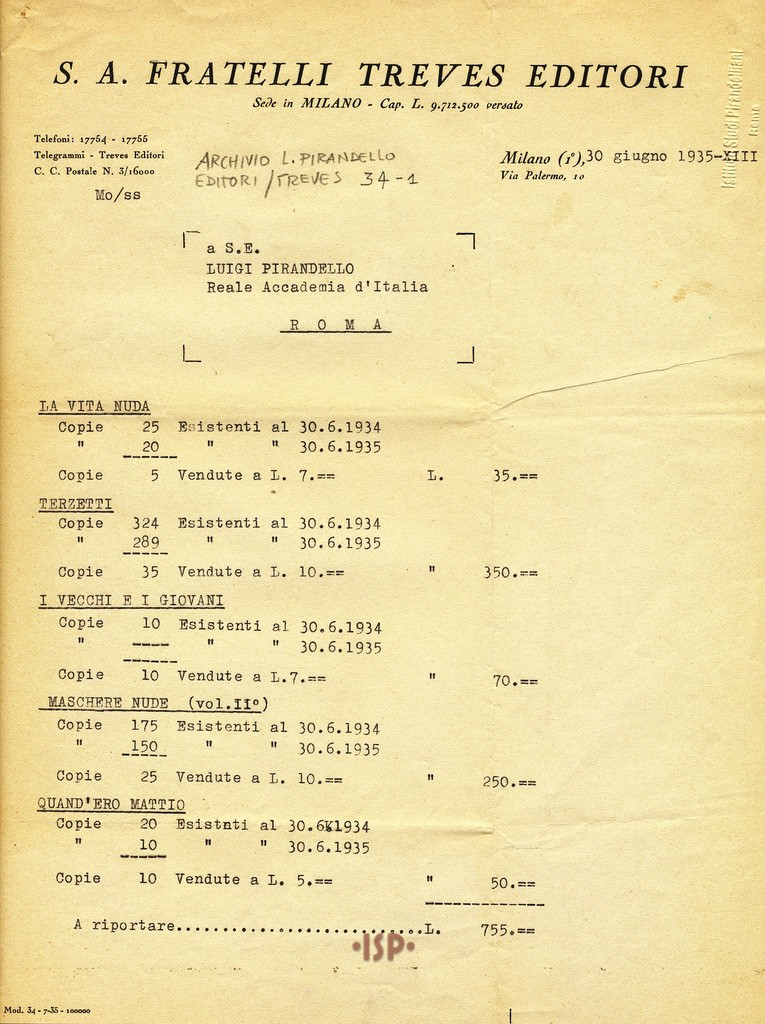 S. A. FRATELLI TREVES EDITORI
Sede in MILANO - Cap. L. 9.712.500 versato
Telefoni: 17754 - 17755
Telegrammi - Treves Editori
C. C. Postale N. 3/16000
Mo/ss
ARCHIVIO L. PIRANDELLO
EDITORI / TREVES 34-1
Milano (1°), 30 giugno 1935-XIII
Via Palermo, 10
Istituto Studi Pirandelliani
Roma
a S.E.
LUIGI PIRANDELLO
Reale Accademia d'Italia
R O M A
LA VITA NUDA
Copie 25 Esistenti al 30.6.1934
" 20 " " 30.6.1935
Copie 5 Vendute a L. 7.== L. 35.==
TERZETTI
Copie 324 Esistenti al 30.6.1934
" 289 " " 30.6.1935
Copie 35 Vendute a L. 10.== " 350.==
I VECCHI E I GIOVANI
Copie 10 Esistenti al 30.6.1934
" ---- " " 30.6.1935
Copie 10 Vendute a L.7.== " 70.==
MASCHERE NUDE (vol.II°)
Copie 175 Esistenti al 30.6.1934
" 150 " " 30.6.1935
Copie 25 Vendute a L. 10.== " 250.==
QUAND'ERO MATTIO
Copie 20 Esistnti al 30.6.1934
" 10 " " 30.6.1935
Copie 10 Vendute a L. 5.== " 50.==
A riportare..........................L. 755.==
·ISP·
Mod. 34 - 7-35 - 100000